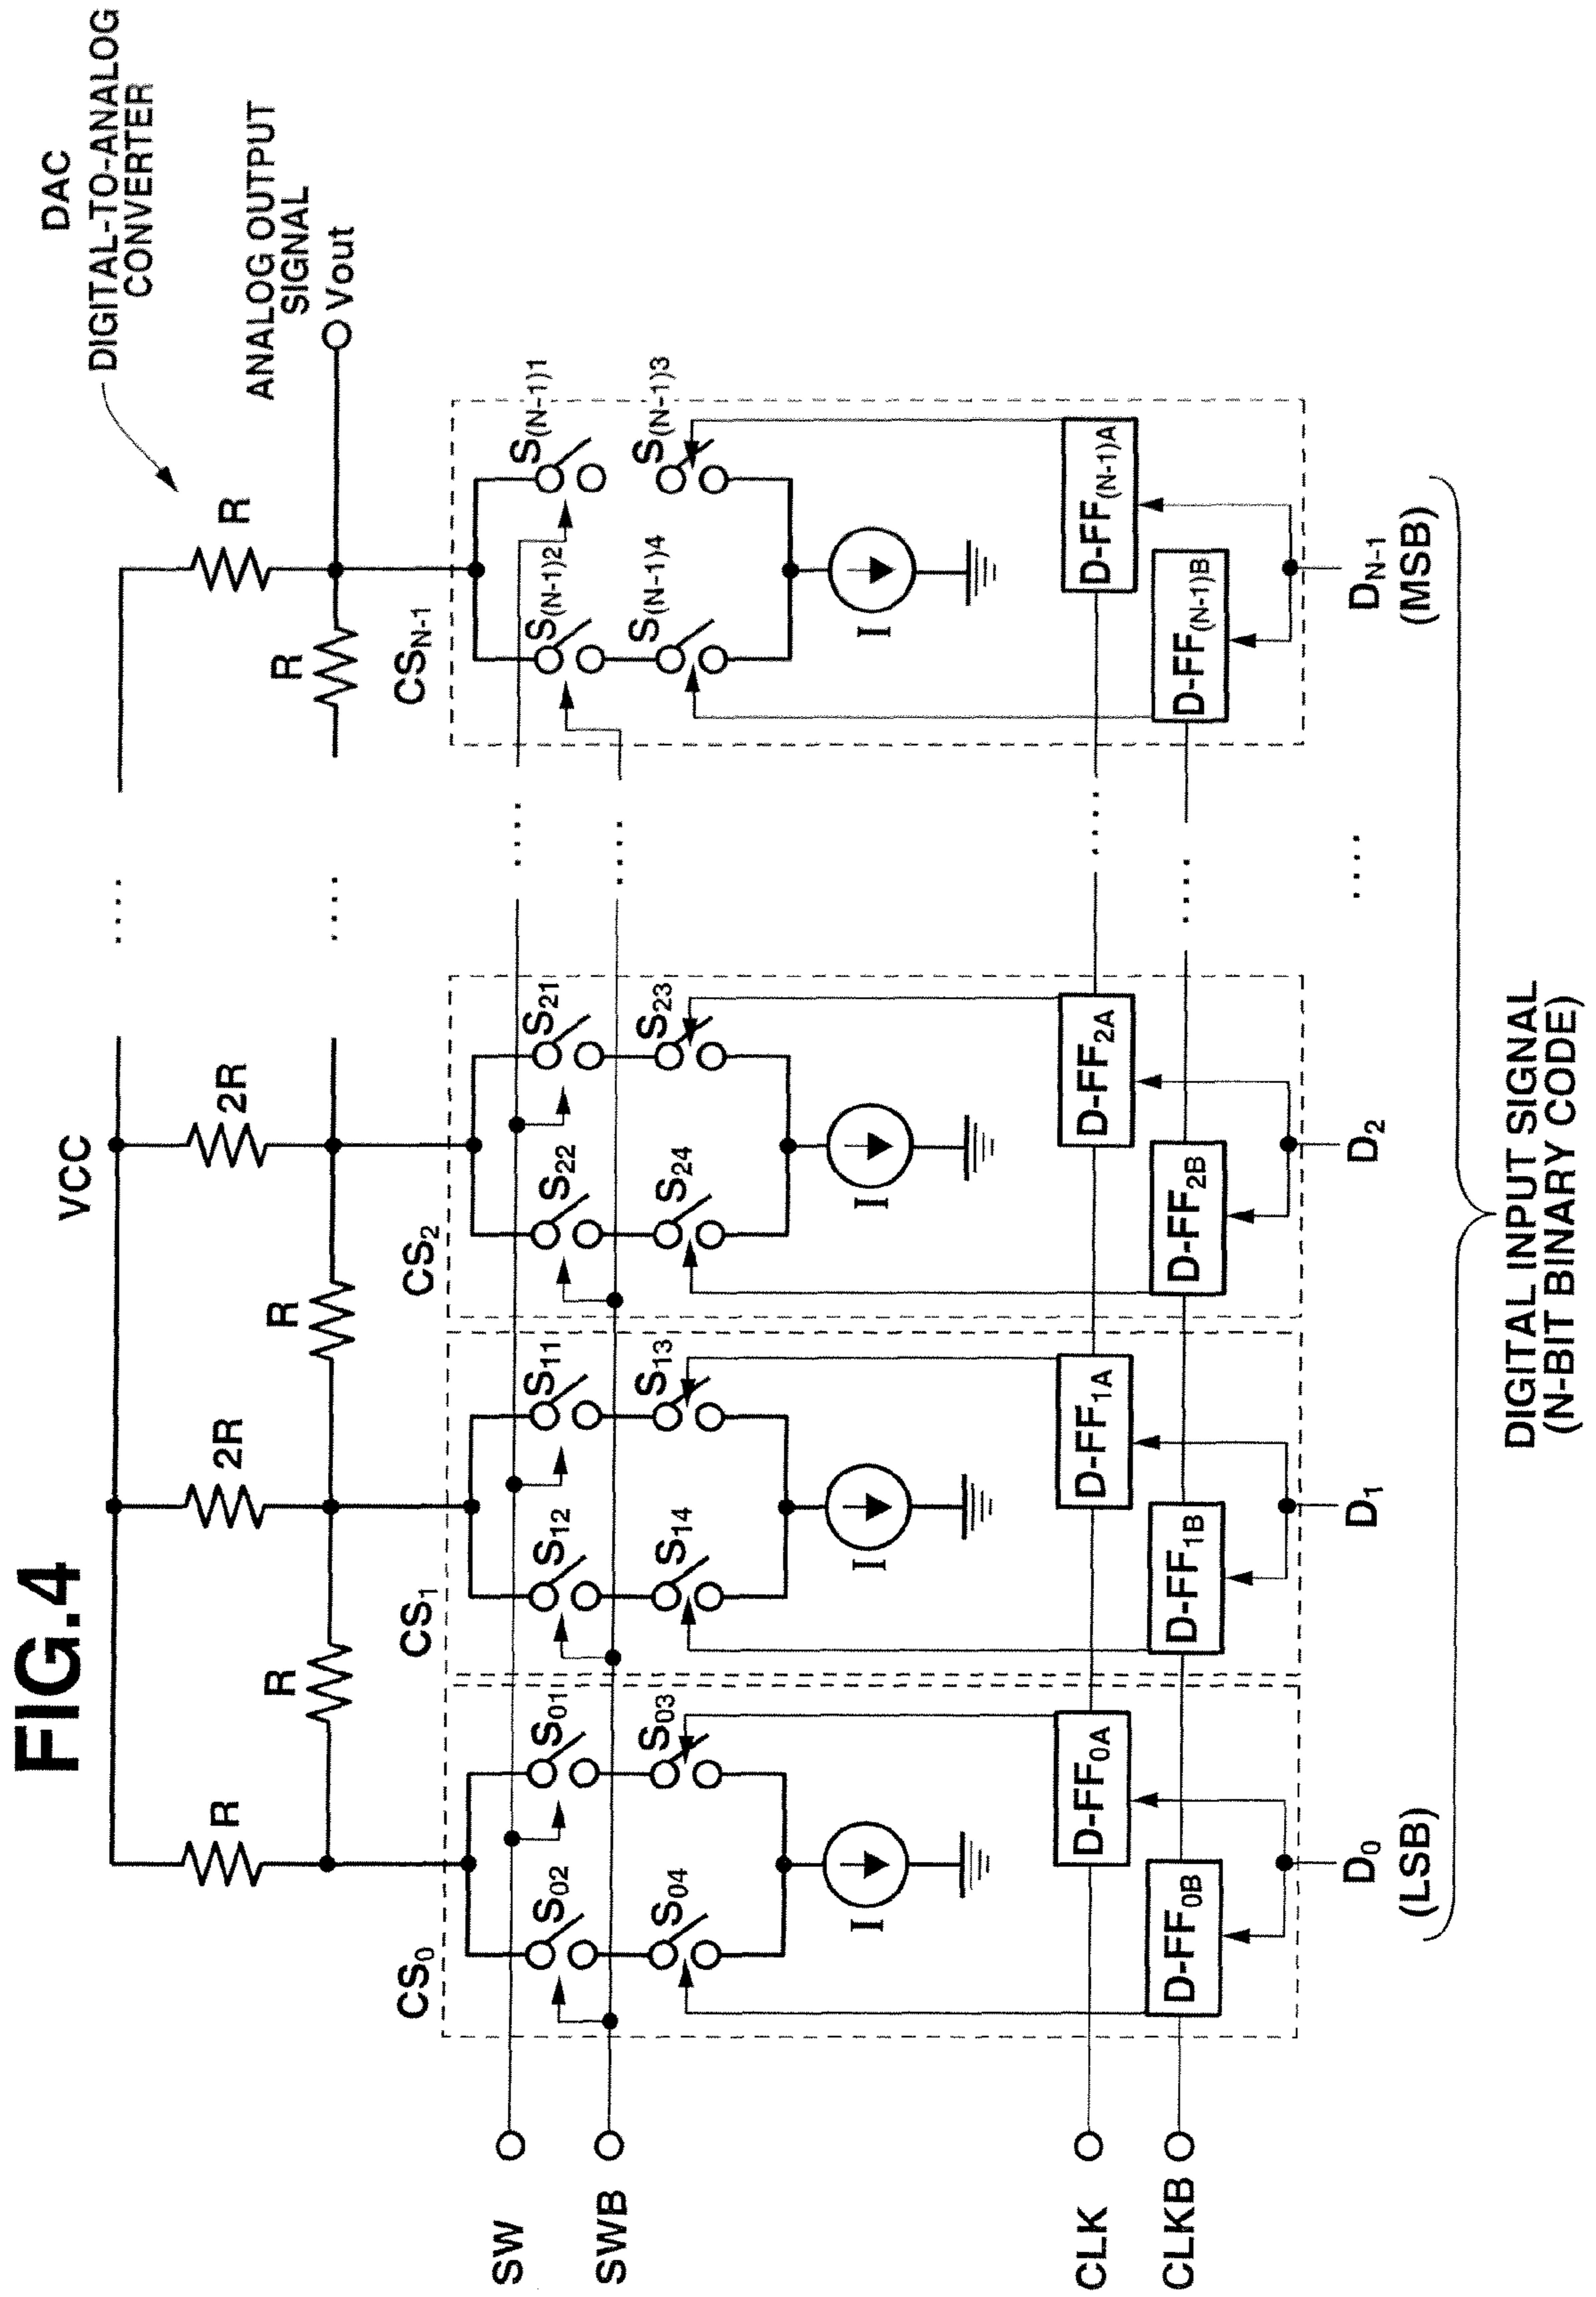 FIG.4
DAC
DIGITAL-TO-ANALOG
CONVERTER
VCC
R
2R
2R
R
ANALOG OUTPUT
SIGNAL
Vout
R
R
R
CS0
CS1
CS2
CSN-1
SW
S02
S01
S12
S11
S22
S21
S(N-1)2
S(N-1)1
SWB
S04
S03
S14
S13
S24
S23
S(N-1)4
S(N-1)3
I
I
I
I
CLK
D-FF0A
D-FF1A
D-FF2A
D-FF(N-1)A
CLKB
D-FF0B
D-FF1B
D-FF2B
D-FF(N-1)B
D0
(LSB)
D1
D2
....
DN-1
(MSB)
DIGITAL INPUT SIGNAL
(N-BIT BINARY CODE)